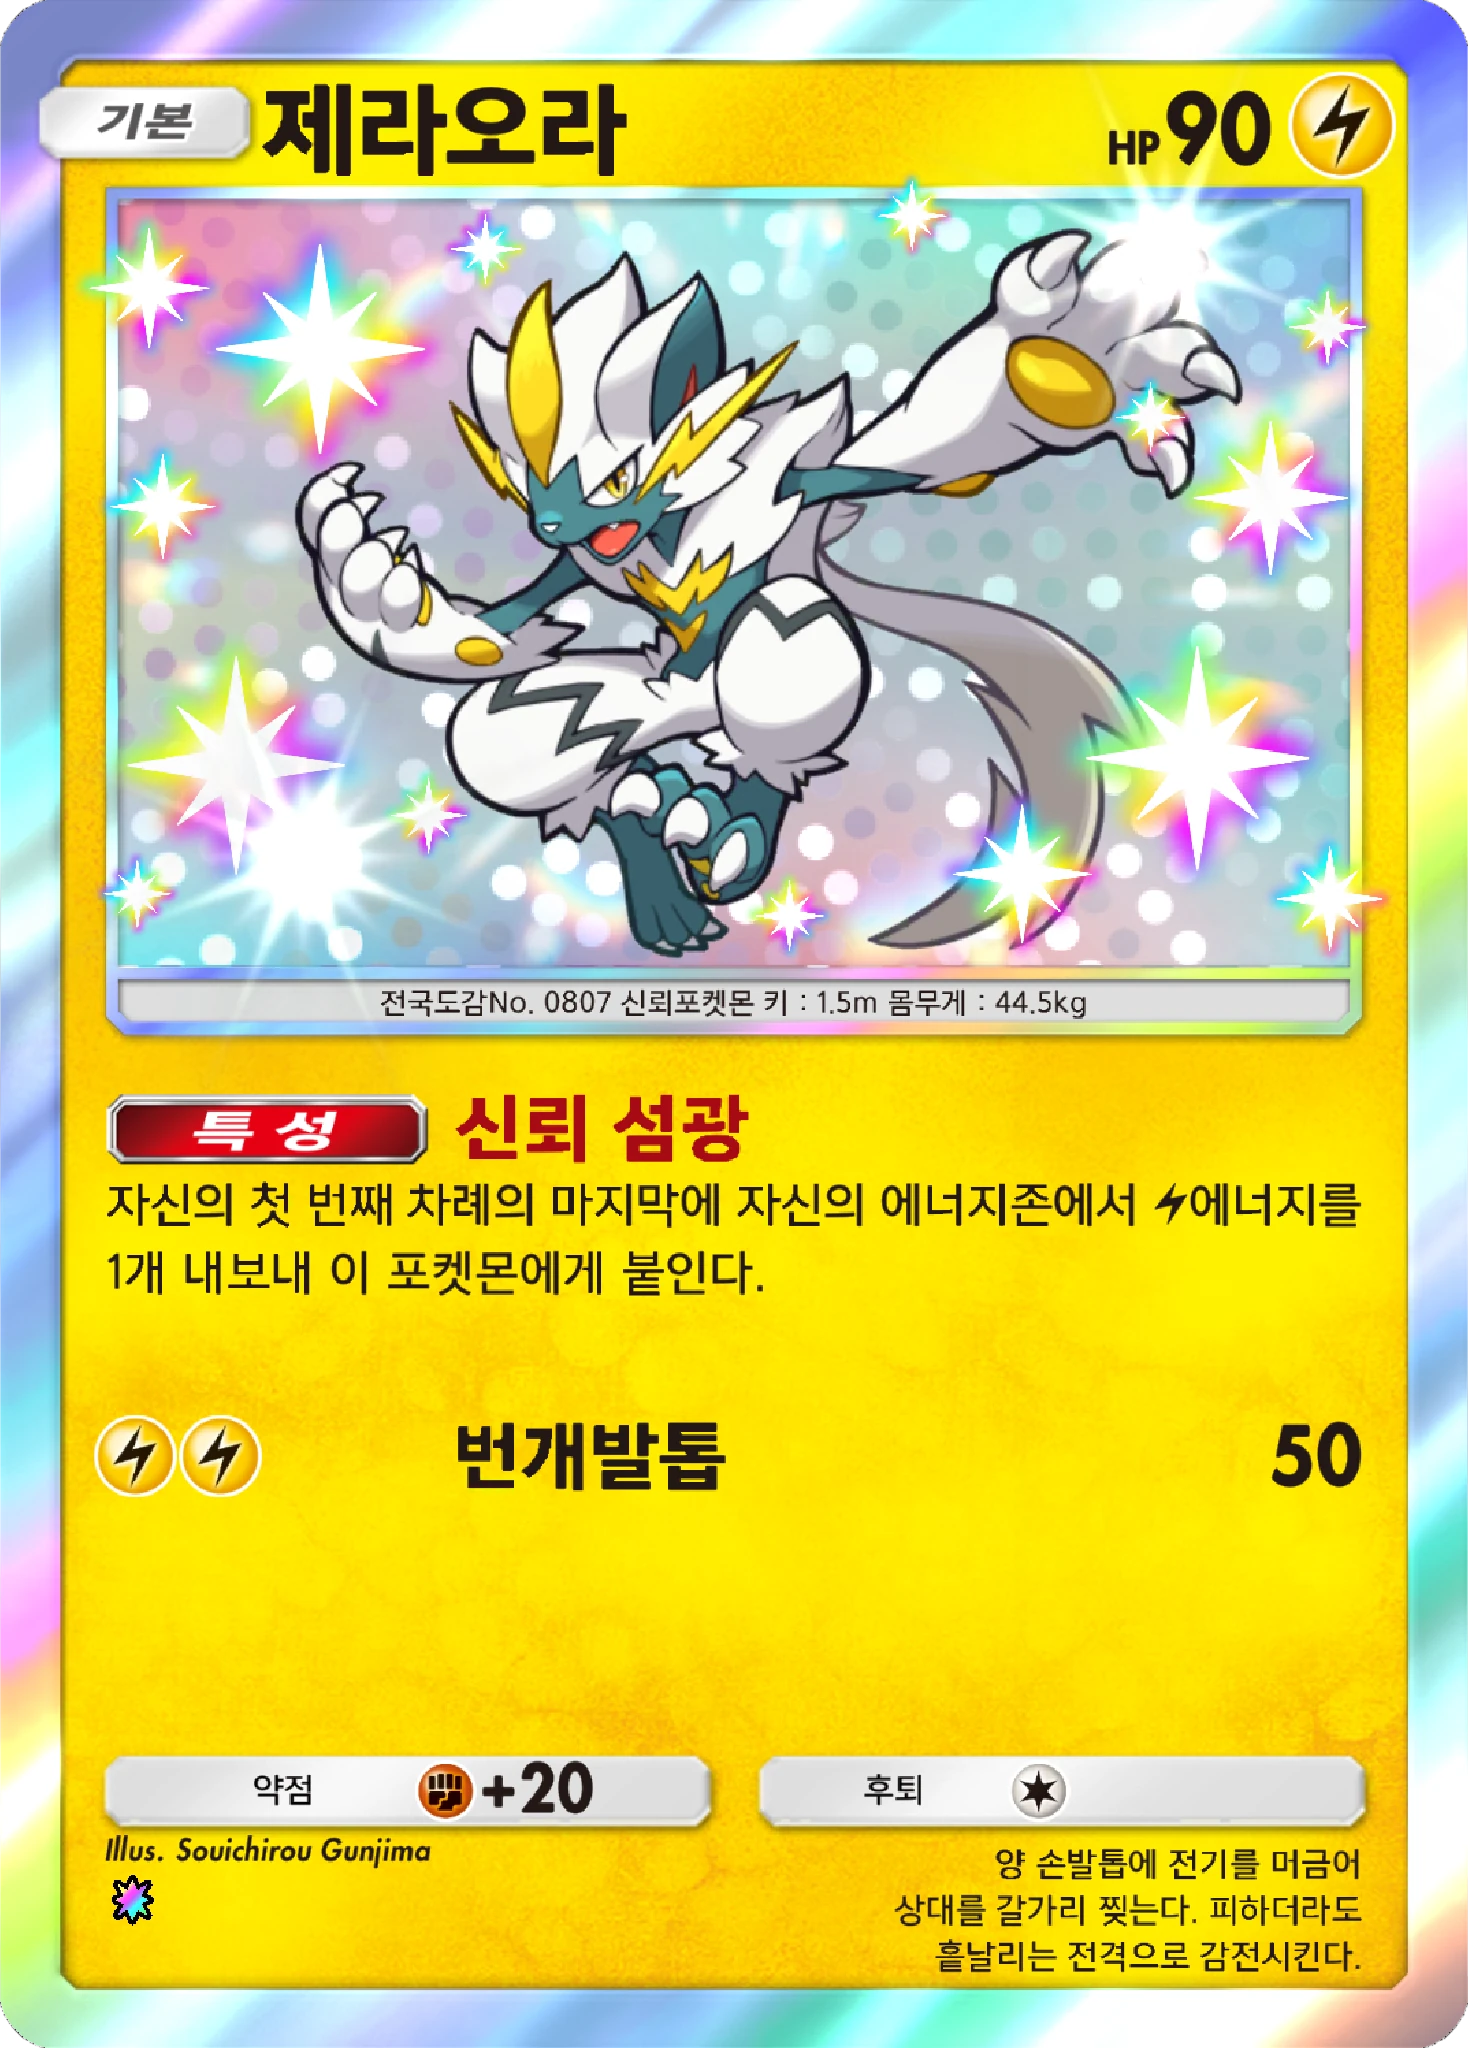 기본 제라오라 HP 90
전국도감No. 0807 신뢰포켓몬 키 : 1.5m 몸무게 : 44.5kg
특성 신뢰 섬광
자신의 첫 번째 차례의 마지막에 자신의 에너지존에서 에너지를
1개 내보내 이 포켓몬에게 붙인다.
번개발톱 50
약점 +20 후퇴
Illus. Souichirou Gunjima
양 손발톱에 전기를 머금어
상대를 갈가리 찢는다. 피하더라도
흩날리는 전격으로 감전시킨다.